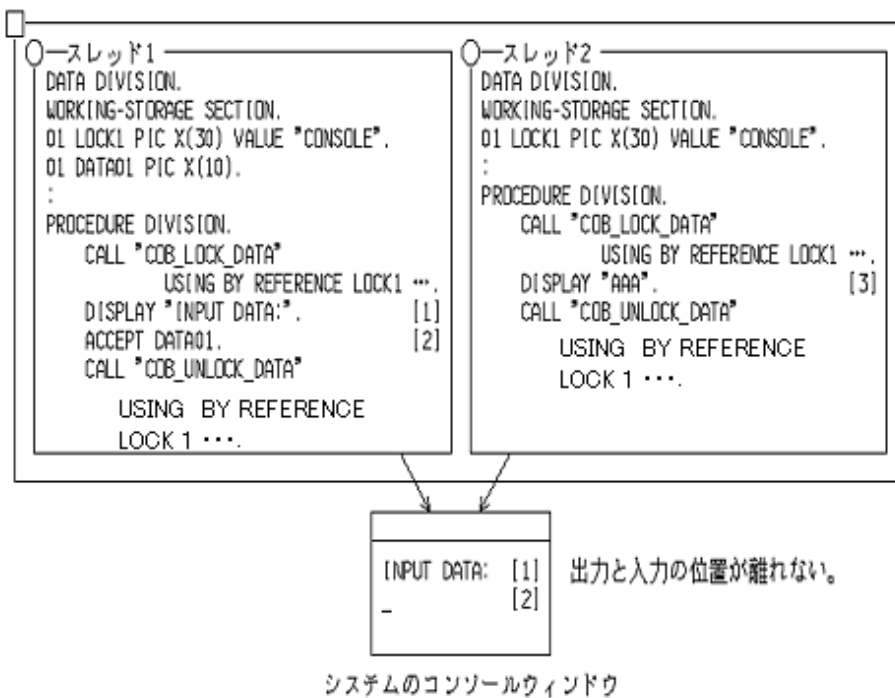 スレッド1
DATA DIVISION.
WORKING-STORAGE SECTION.
01 LOCK1 PIC X(30) VALUE "CONSOLE".
01 DATA01 PIC X(10).
:
PROCEDURE DIVISION.
CALL "COB_LOCK_DATA"
USING BY REFERENCE LOCK1 ….
DISPLAY "INPUT DATA:". [1]
ACCEPT DATA01. [2]
CALL "COB_UNLOCK_DATA"
USING BY REFERENCE
LOCK 1 ・・・.
スレッド2
DATA DIVISION.
WORKING-STORAGE SECTION.
01 LOCK1 PIC X(30) VALUE "CONSOLE".
:
PROCEDURE DIVISION.
CALL "COB_LOCK_DATA"
USING BY REFERENCE LOCK1 ….
DISPLAY "AAA". [3]
CALL "COB_UNLOCK_DATA"
USING BY REFERENCE
LOCK 1 ・・・.
INPUT DATA: [1]
_ [2]
出力と入力の位置が離れない。
システムのコンソールウィンドウ